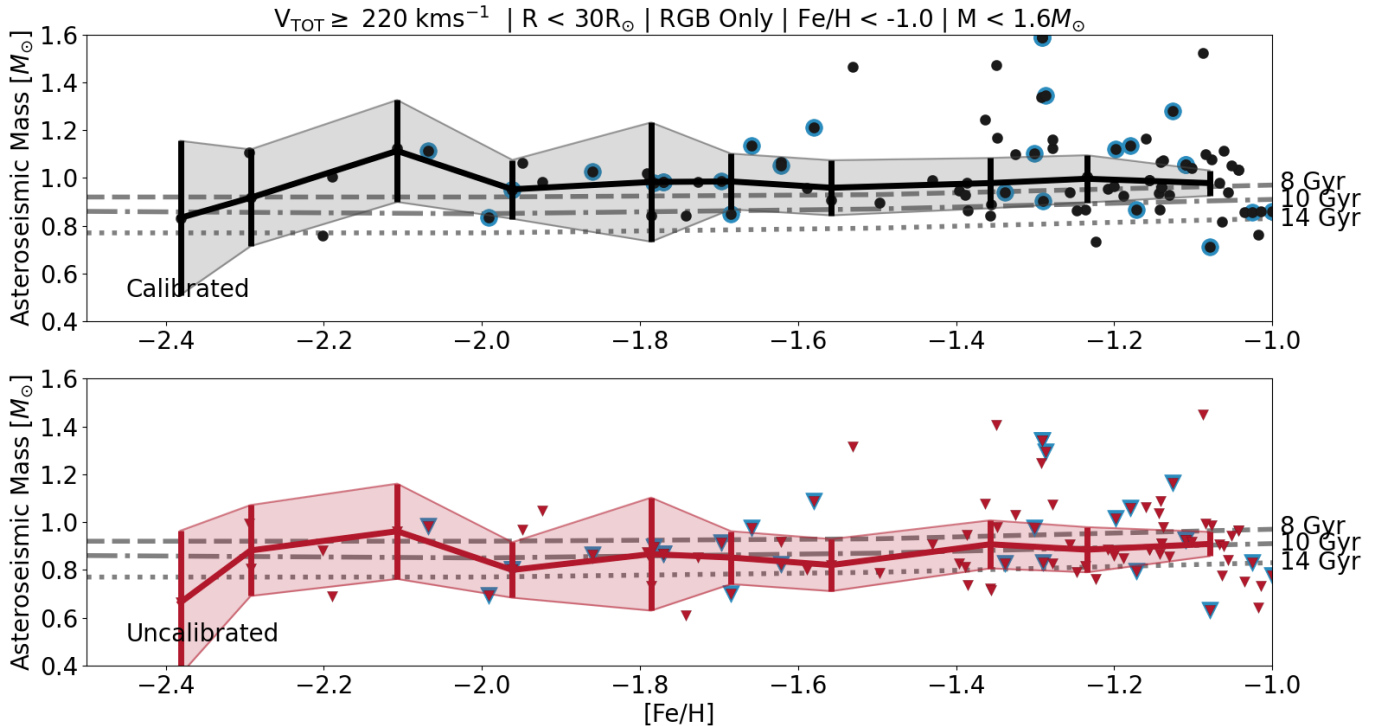 V_TOT ≥ 220 kms⁻¹ | R < 30R⊙ | RGB Only | Fe/H < -1.0 | M < 1.6M⊙
Asteroseismic Mass [M⊙]
1.6
1.4
1.2
1.0
0.8
0.6
0.4
8 Gyr
10 Gyr
14 Gyr
Calibrated
−2.4 −2.2 −2.0 −1.8 −1.6 −1.4 −1.2 −1.0
Asteroseismic Mass [M⊙]
1.6
1.4
1.2
1.0
0.8
0.6
0.4
8 Gyr
10 Gyr
14 Gyr
Uncalibrated
−2.4 −2.2 −2.0 −1.8 −1.6 −1.4 −1.2 −1.0
[Fe/H]